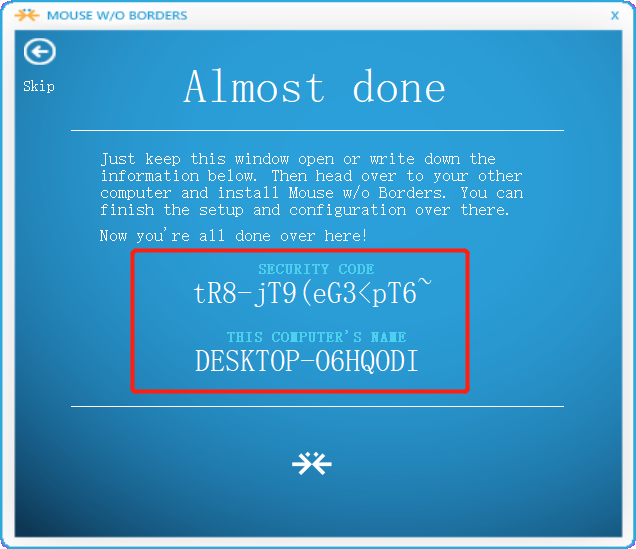 MOUSE W/O BORDERS
X
Skip
Almost done
Just keep this window open or write down the
information below. Then head over to your other
computer and install Mouse w/o Borders. You can
finish the setup and configuration over there.
Now you're all done over here!
SECURITY CODE
tR8-jT9(eG3<pT6~
THIS COMPUTER'S NAME
DESKTOP-O6HQODI